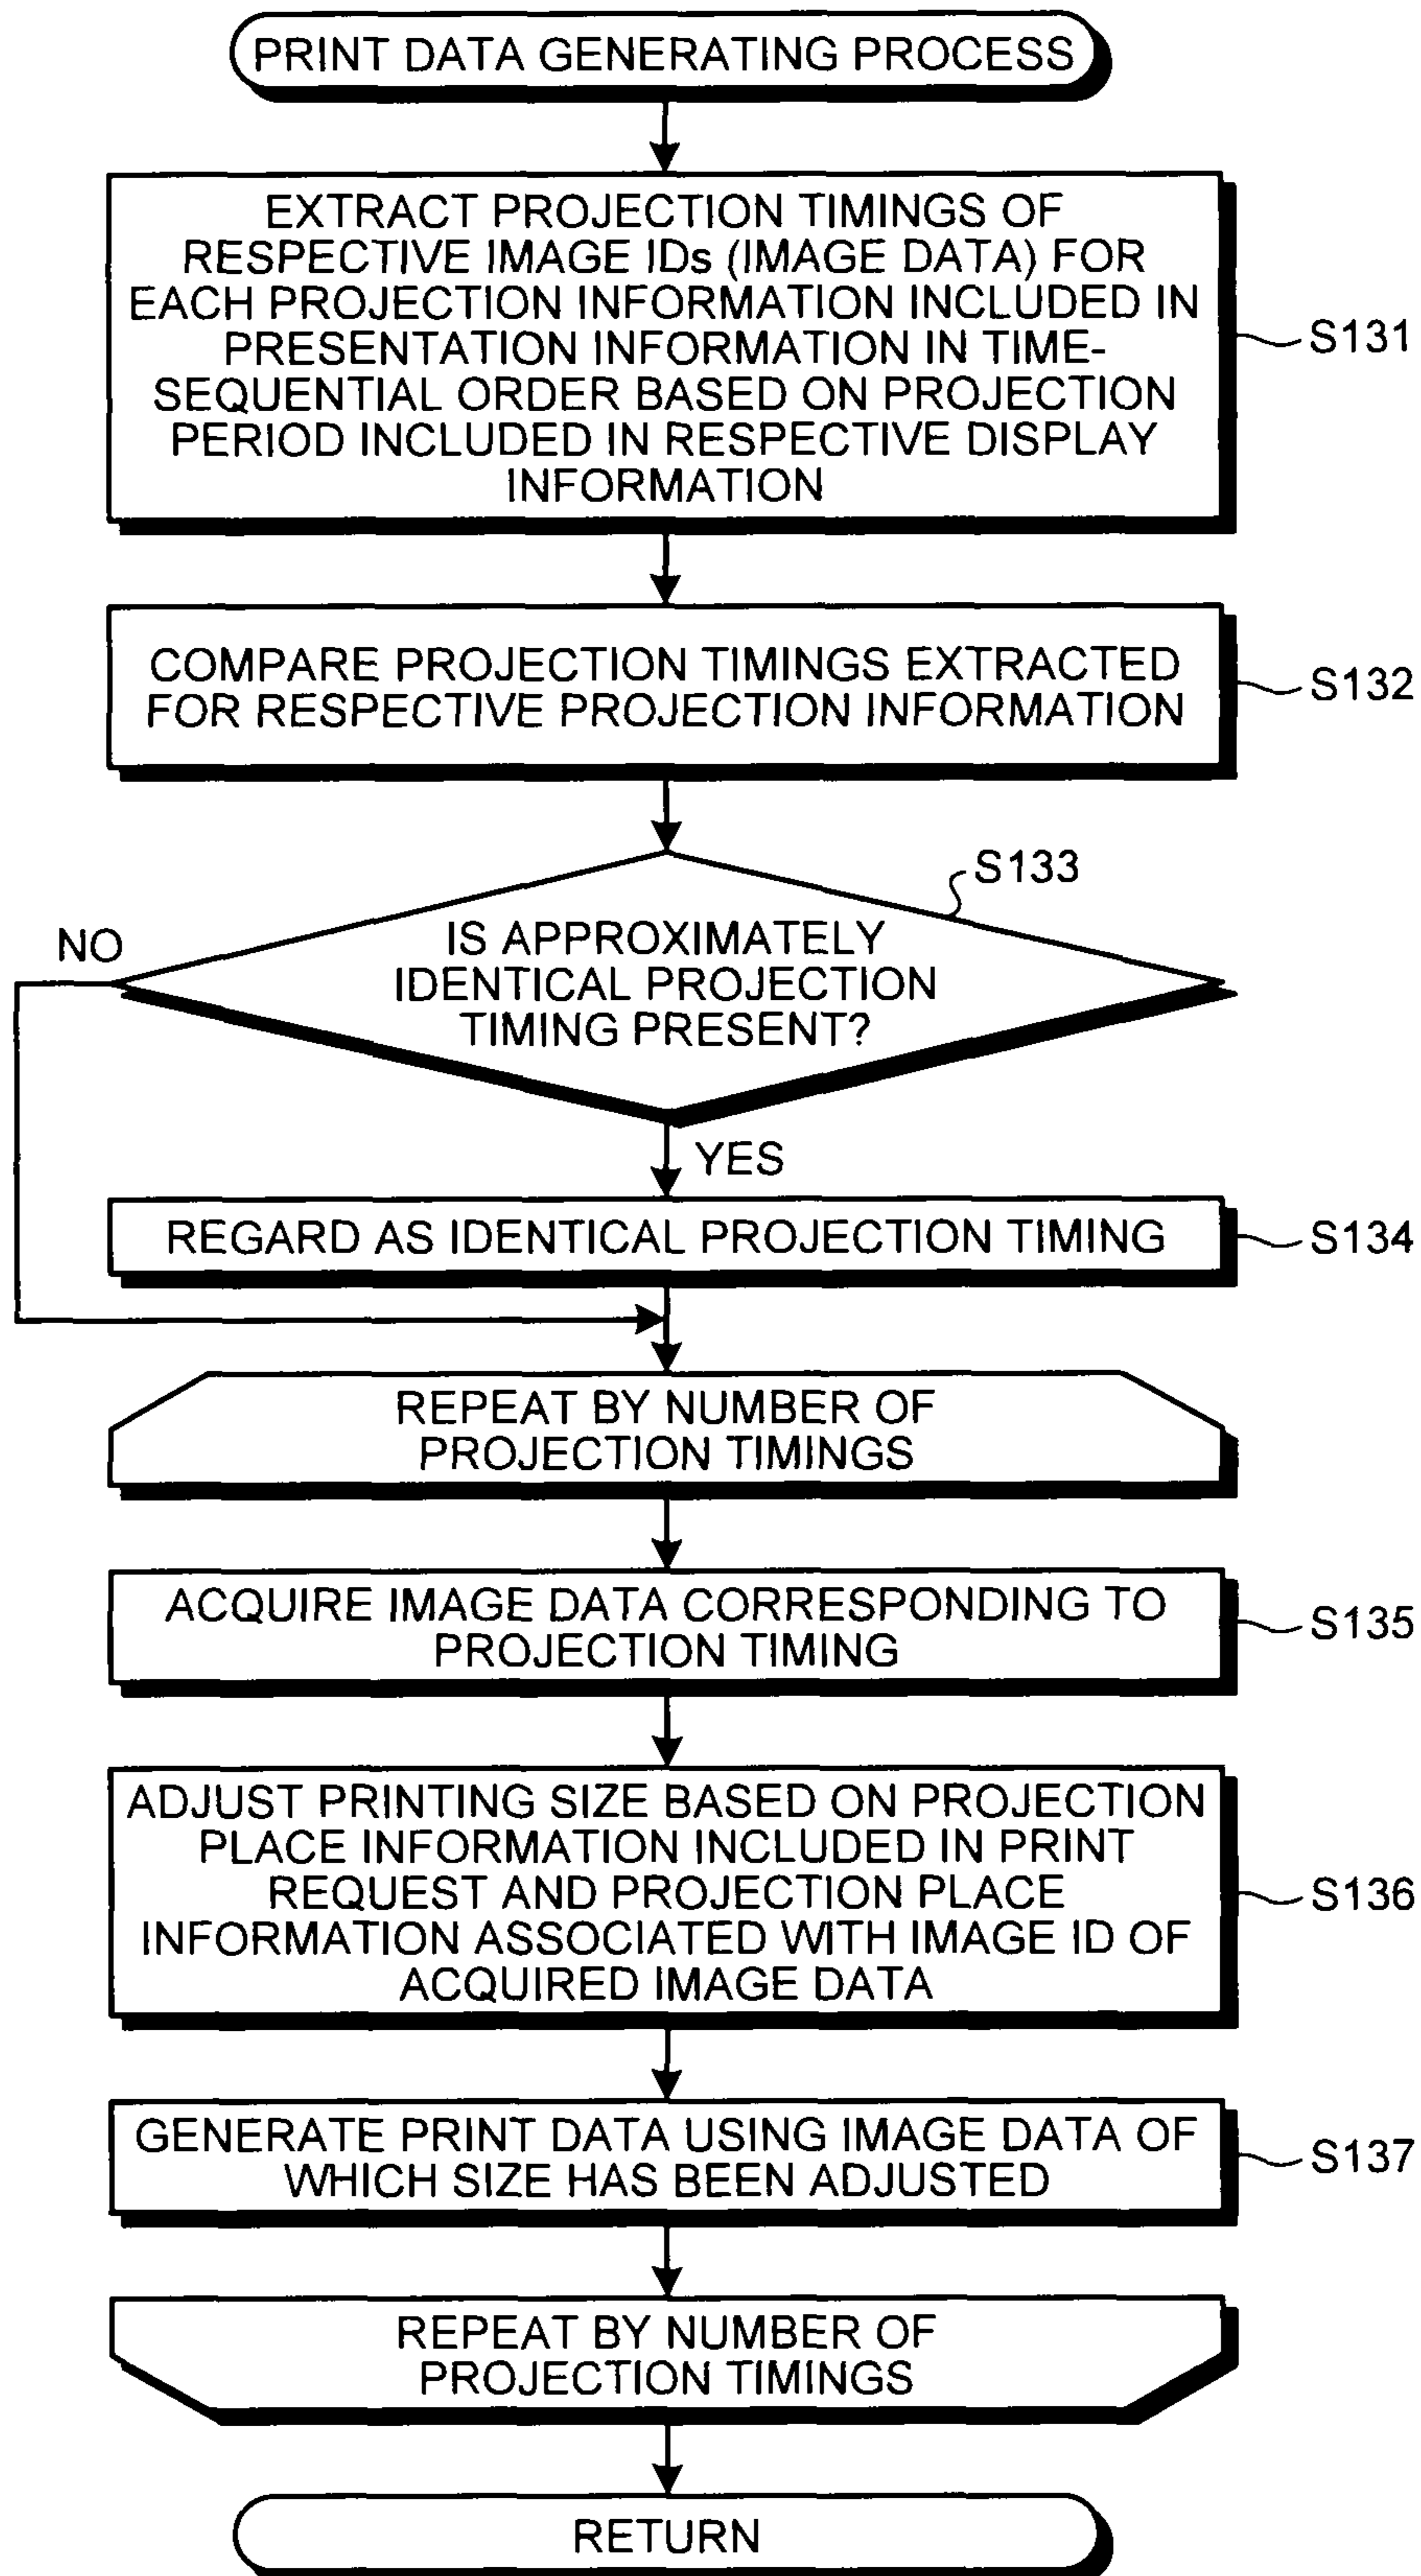 PRINT DATA GENERATING PROCESS
EXTRACT PROJECTION TIMINGS OF
RESPECTIVE IMAGE IDs (IMAGE DATA) FOR
EACH PROJECTION INFORMATION INCLUDED IN
PRESENTATION INFORMATION IN TIME-
SEQUENTIAL ORDER BASED ON PROJECTION
PERIOD INCLUDED IN RESPECTIVE DISPLAY
INFORMATION
S131
COMPARE PROJECTION TIMINGS EXTRACTED
FOR RESPECTIVE PROJECTION INFORMATION
S132
S133
NO
IS APPROXIMATELY
IDENTICAL PROJECTION
TIMING PRESENT?
YES
REGARD AS IDENTICAL PROJECTION TIMING
S134
REPEAT BY NUMBER OF
PROJECTION TIMINGS
ACQUIRE IMAGE DATA CORRESPONDING TO
PROJECTION TIMING
S135
ADJUST PRINTING SIZE BASED ON PROJECTION
PLACE INFORMATION INCLUDED IN PRINT
REQUEST AND PROJECTION PLACE
INFORMATION ASSOCIATED WITH IMAGE ID OF
ACQUIRED IMAGE DATA
S136
GENERATE PRINT DATA USING IMAGE DATA OF
WHICH SIZE HAS BEEN ADJUSTED
S137
REPEAT BY NUMBER OF
PROJECTION TIMINGS
RETURN